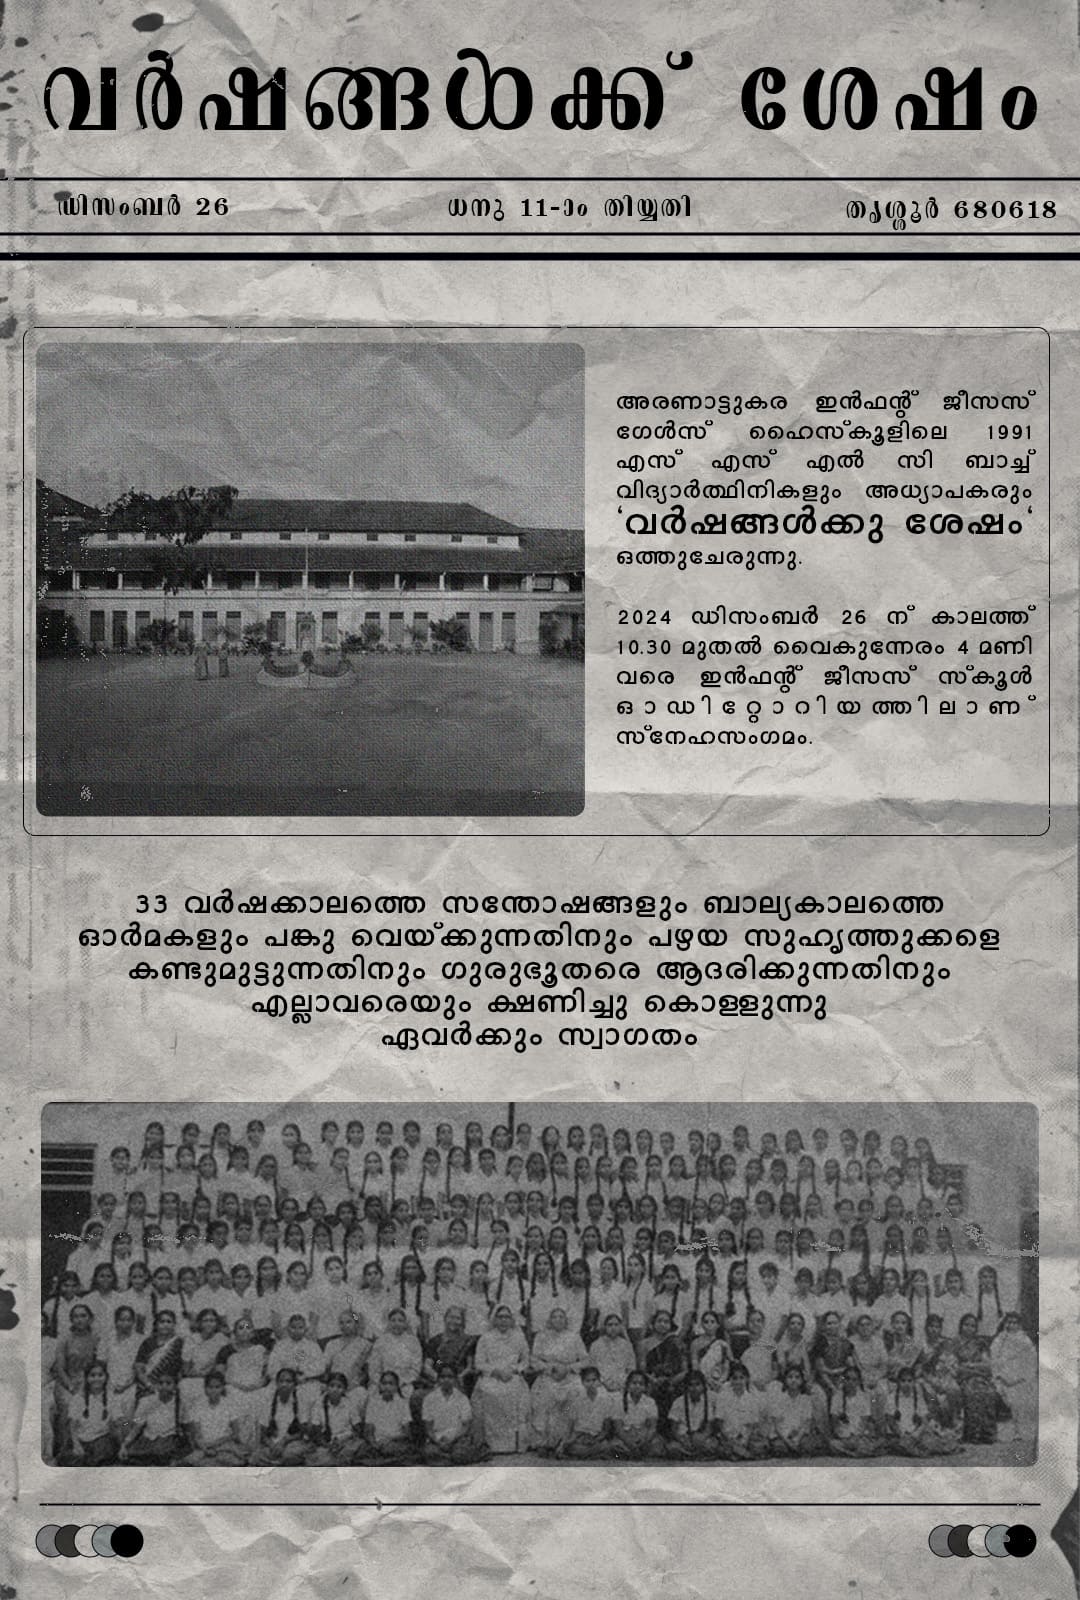 വർഷങ്ങൾക്ക് ശേഷം
ഡിസംബർ 26
ധനു 11-ാം തിയ്യതി
തൃശ്ശൂർ 680618
അരണാട്ടുകര ഇൻഫന്റ് ജീസസ്
ഗേൾസ് ഹൈസ്കൂളിലെ 1991
എസ് എസ് എൽ സി ബാച്ച്
വിദ്യാർത്ഥിനികളും അധ്യാപകരും
‘വർഷങ്ങൾക്കു ശേഷം‘
ഒത്തുചേരുന്നു.
2024 ഡിസംബർ 26 ന് കാലത്ത്
10.30 മുതൽ വൈകുന്നേരം 4 മണി
വരെ ഇൻഫന്റ് ജീസസ് സ്കൂൾ
ഓഡിറ്റോറിയത്തിലാണ്
സ്നേഹസംഗമം.
33 വർഷക്കാലത്തെ സന്തോഷങ്ങളും ബാല്യകാലത്തെ
ഓർമകളും പങ്കു വെയ്ക്കുന്നതിനും പഴയ സുഹൃത്തുക്കളെ
കണ്ടുമുട്ടുന്നതിനും ഗുരുഭൂതരെ ആദരിക്കുന്നതിനും
എല്ലാവരെയും ക്ഷണിച്ചു കൊള്ളുന്നു
ഏവർക്കും സ്വാഗതം